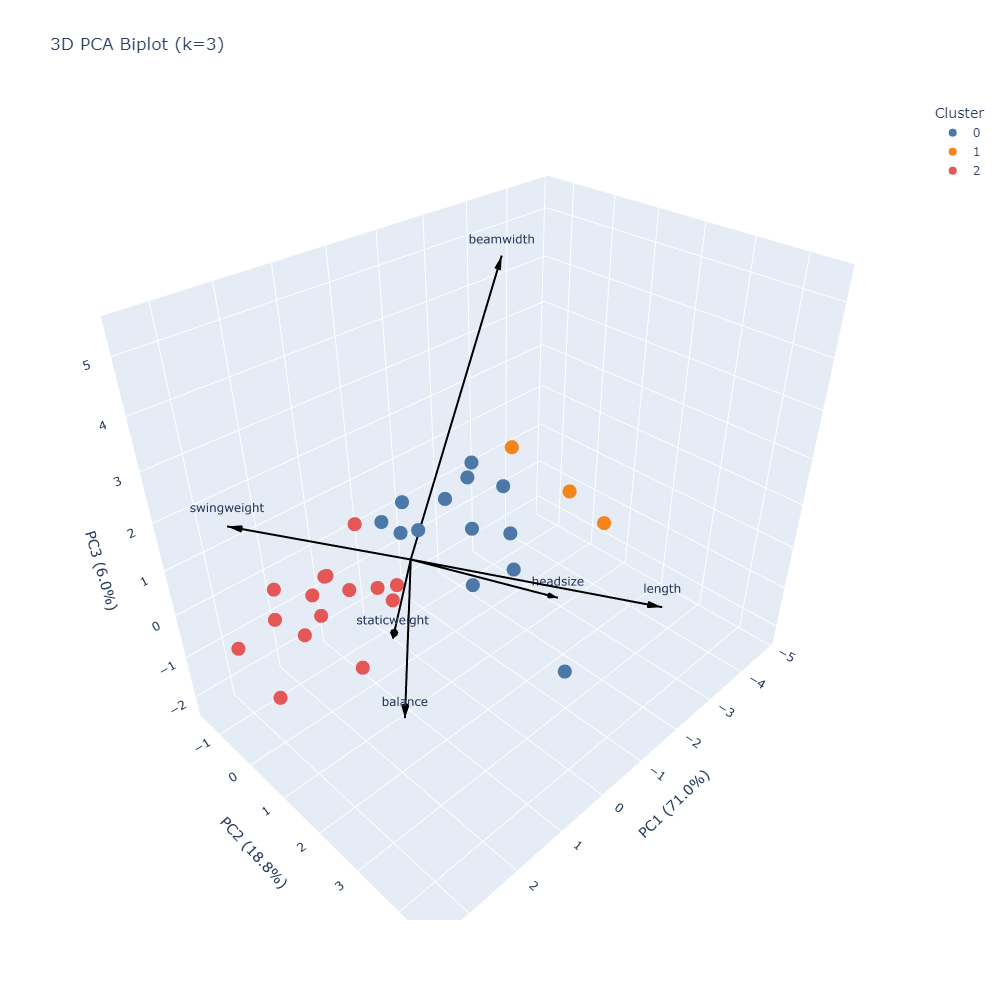 3D PCA Biplot (k=3)
Cluster
0
1
2
beamwidth
swingweight
headsize
length
staticweight
balance
5
4
3
2
1
0
−1
−2
PC3 (6.0%)
−1
0
1
2
3
PC2 (18.8%)
−5
−4
−3
−2
−1
0
1
2
PC1 (71.0%)